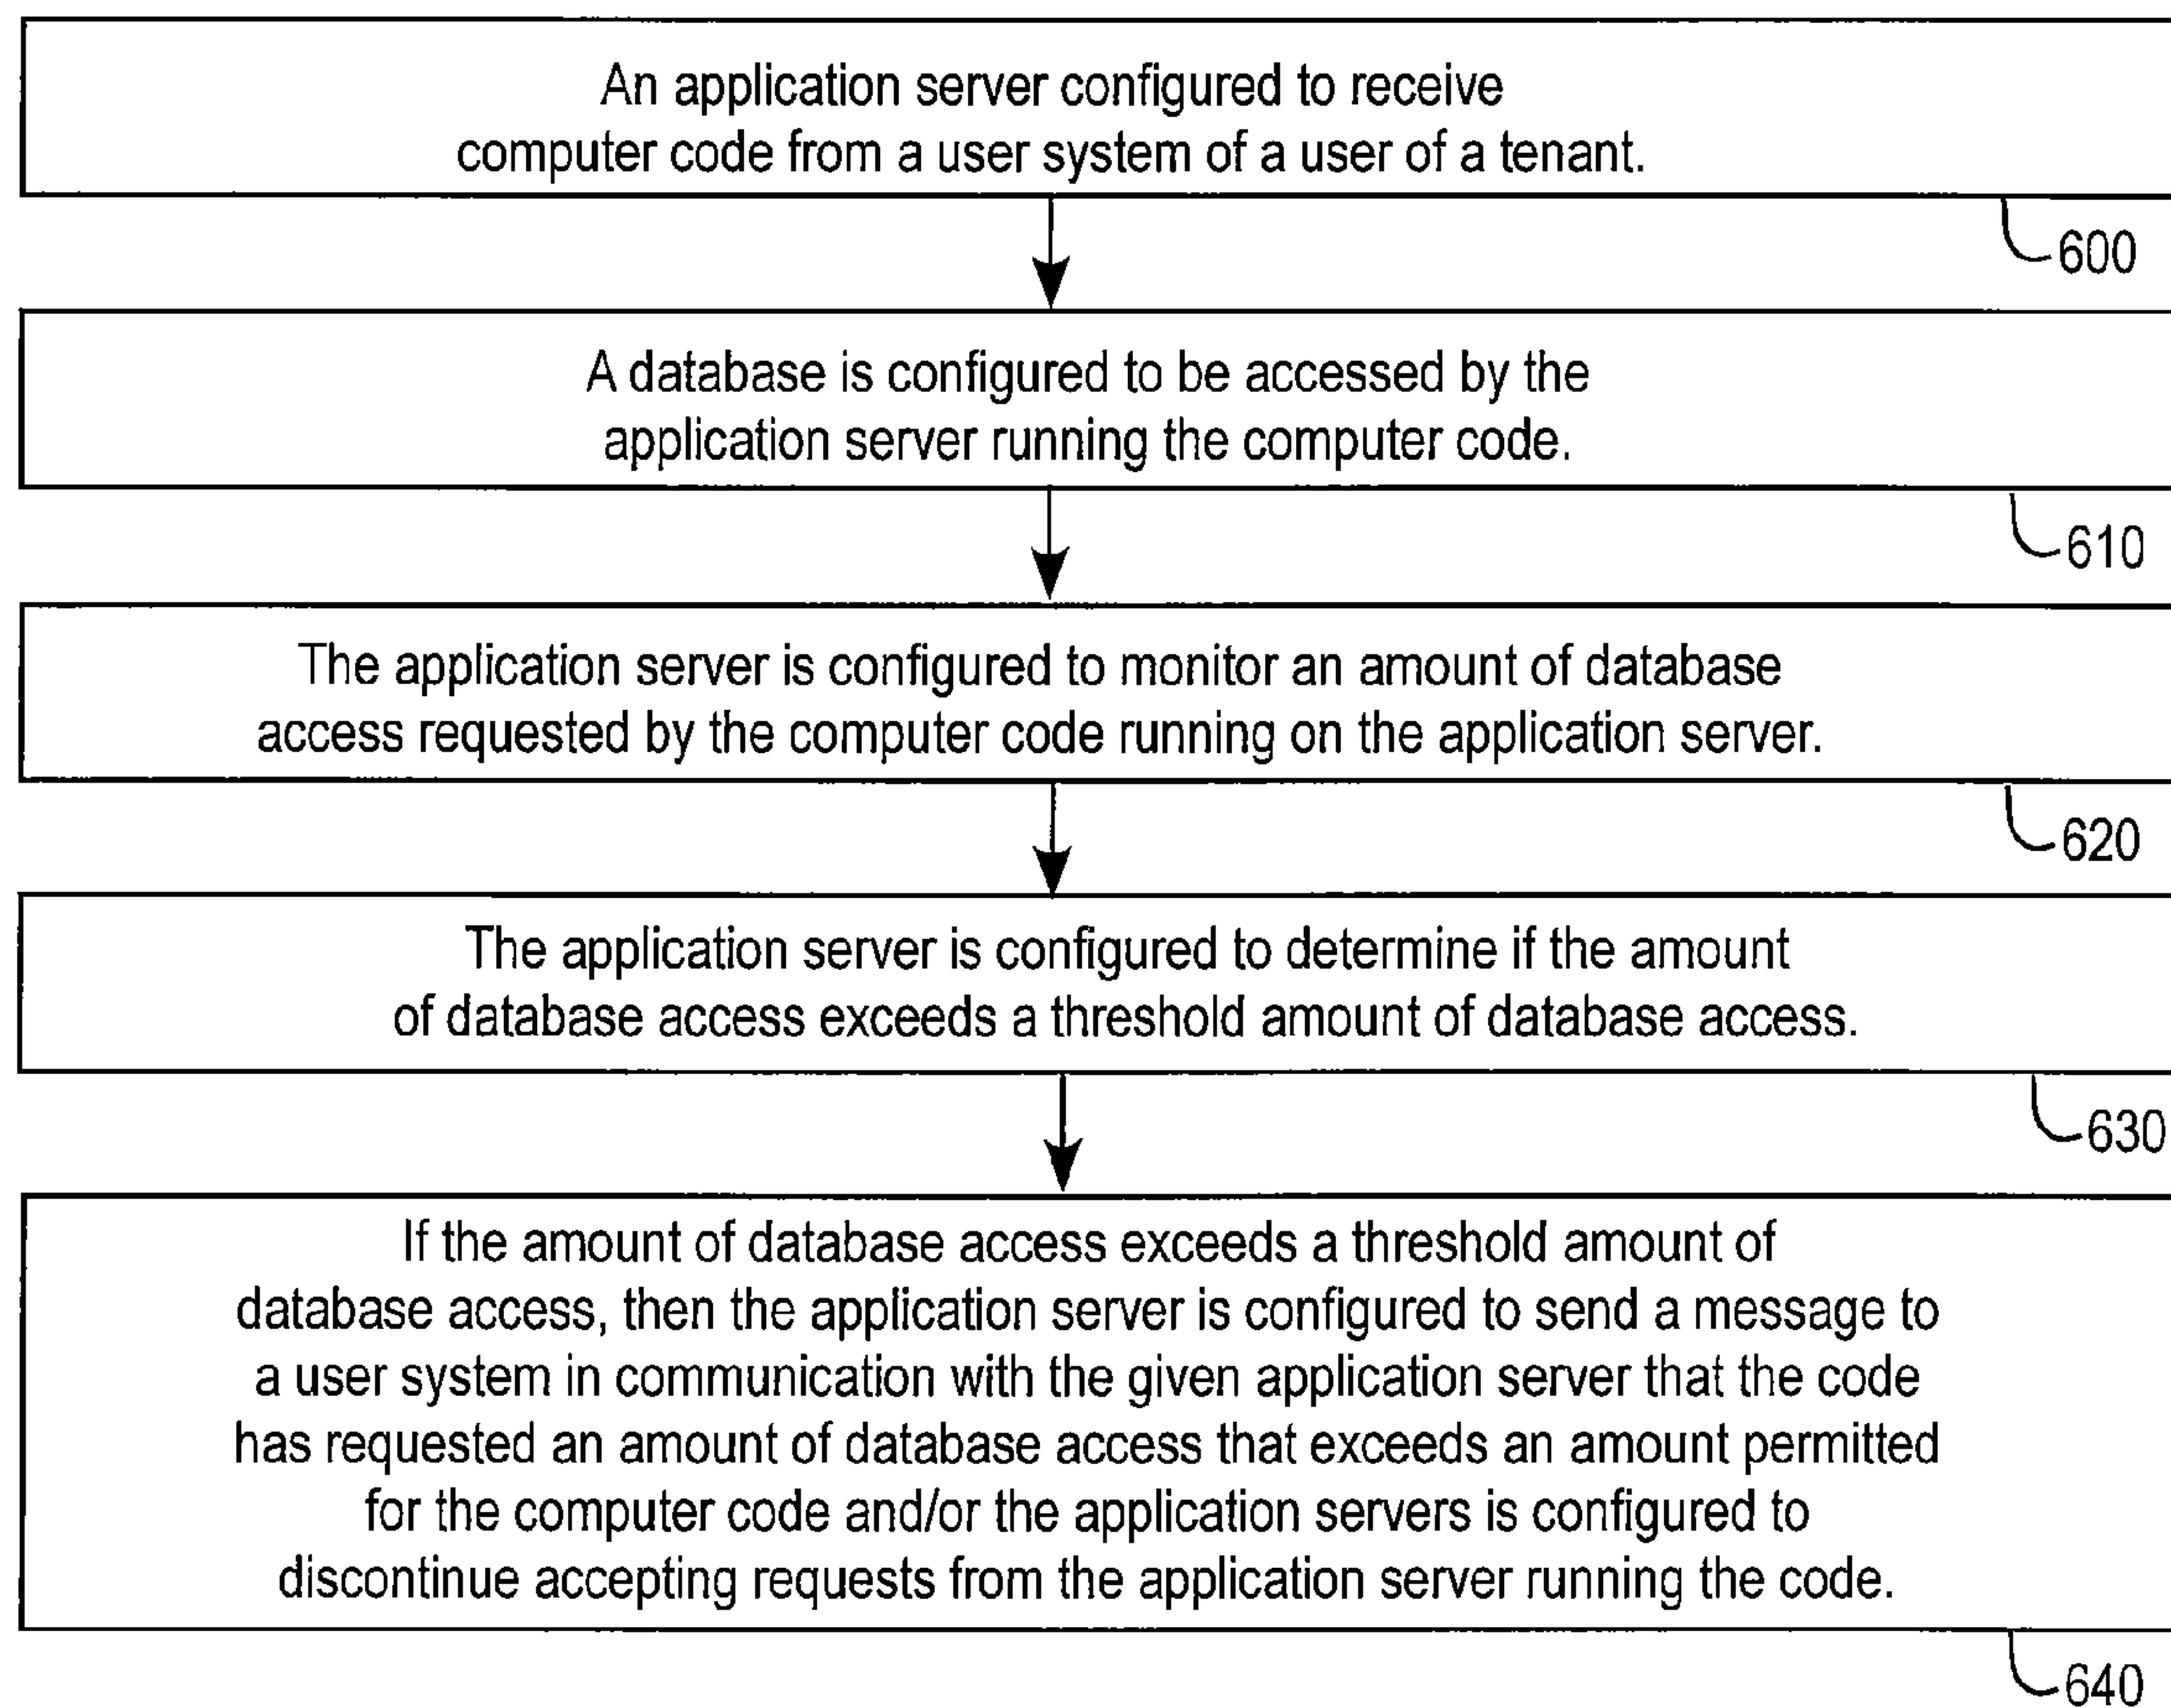 An application server configured to receive
computer code from a user system of a user of a tenant.
600
A database is configured to be accessed by the
application server running the computer code.
610
The application server is configured to monitor an amount of database
access requested by the computer code running on the application server.
620
The application server is configured to determine if the amount
of database access exceeds a threshold amount of database access.
630
If the amount of database access exceeds a threshold amount of
database access, then the application server is configured to send a message to
a user system in communication with the given application server that the code
has requested an amount of database access that exceeds an amount permitted
for the computer code and/or the application servers is configured to
discontinue accepting requests from the application server running the code.
640